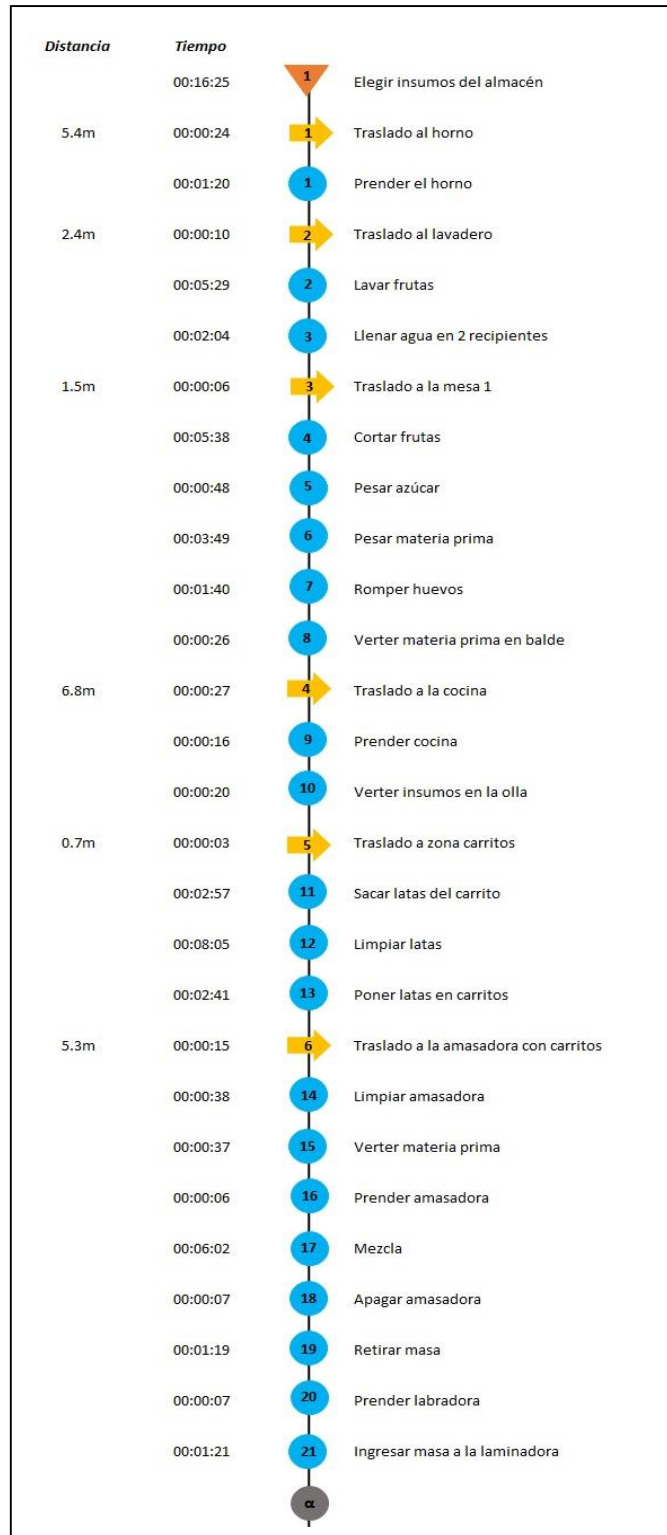 Distancia Tiempo
00:16:25 1 Elegir insumos del almacén
5.4m 00:00:24 1 Traslado al horno
00:01:20 1 Prender el horno
2.4m 00:00:10 2 Traslado al lavadero
00:05:29 2 Lavar frutas
00:02:04 3 Llenar agua en 2 recipientes
1.5m 00:00:06 3 Traslado a la mesa 1
00:05:38 4 Cortar frutas
00:00:48 5 Pesar azúcar
00:03:49 6 Pesar materia prima
00:01:40 7 Romper huevos
00:00:26 8 Verter materia prima en balde
6.8m 00:00:27 4 Traslado a la cocina
00:00:16 9 Prender cocina
00:00:20 10 Verter insumos en la olla
0.7m 00:00:03 5 Traslado a zona carritos
00:02:57 11 Sacar latas del carrito
00:08:05 12 Limpiar latas
00:02:41 13 Poner latas en carritos
5.3m 00:00:15 6 Traslado a la amasadora con carritos
00:00:38 14 Limpiar amasadora
00:00:37 15 Verter materia prima
00:00:06 16 Prender amasadora
00:06:02 17 Mezcla
00:00:07 18 Apagar amasadora
00:01:19 19 Retirar masa
00:00:07 20 Prender labradora
00:01:21 21 Ingresar masa a la laminadora
α